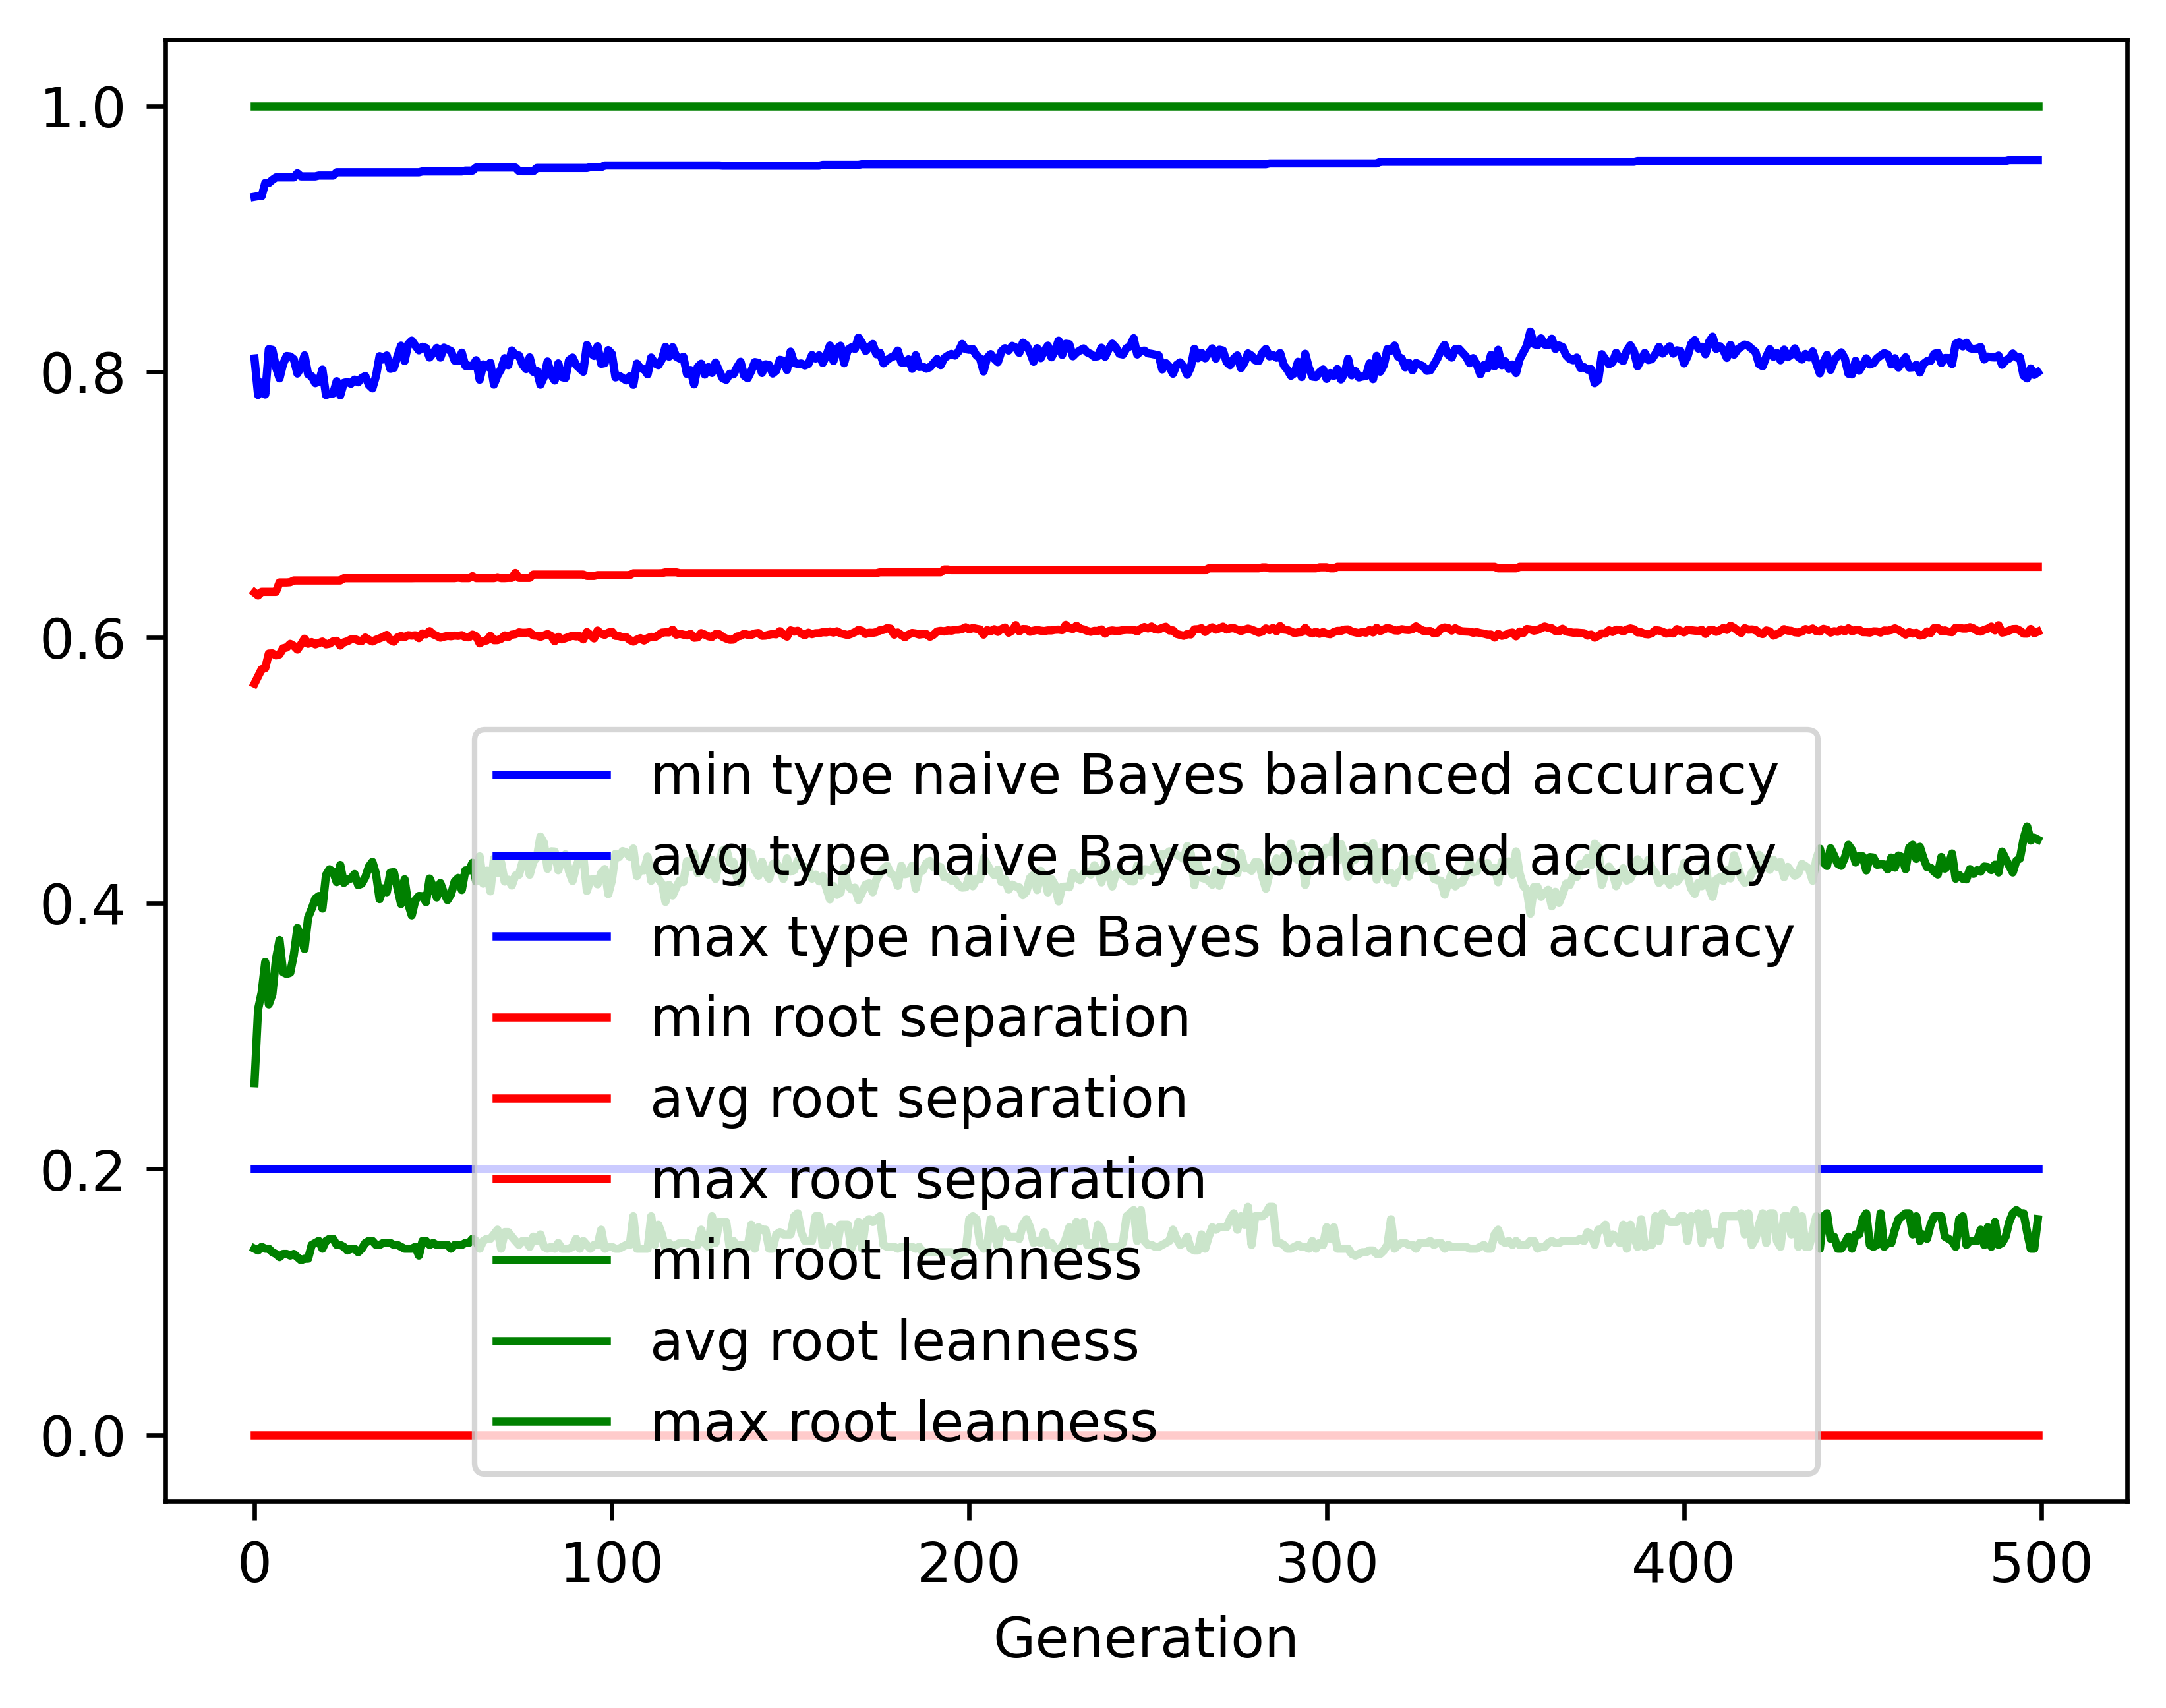 1.0
0.8
0.6
0.4
0.2
0.0
min type naive Bayes balanced accuracy
avg type naive Bayes balanced accuracy
max type naive Bayes balanced accuracy
min root separation
avg root separation
max root separation
min root leanness
avg root leanness
max root leanness
0 100 200 300 400 500
Generation